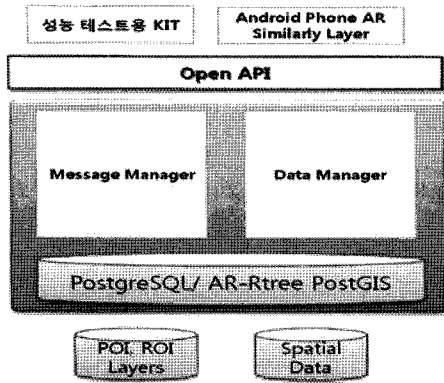 성능 테스트용 KIT
Android Phone AR
Similarly Layer
Open API
Message Manager
Data Manager
PostgreSQL/ AR-Rtree PostGIS
POI, ROI
Layers
Spatial
Data